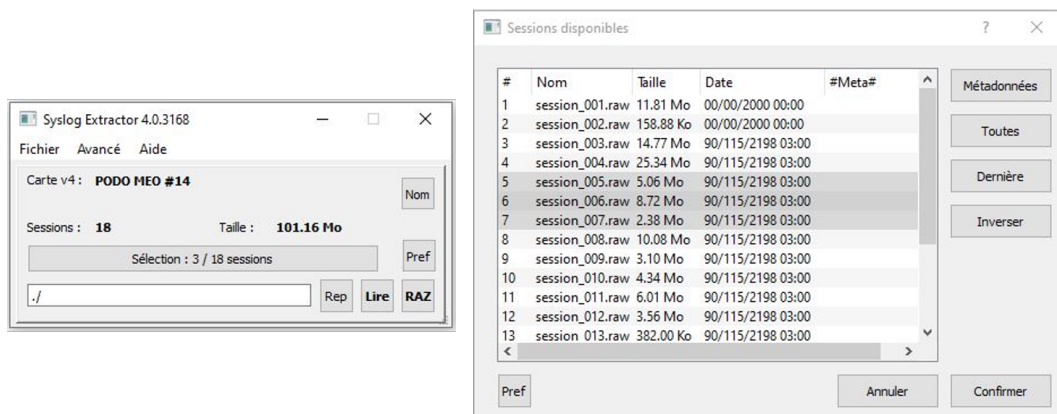 Syslog Extractor 4.0.3168
Fichier Avancé Aide
Carte v4 : PODO MEO #14
Nom
Sessions : 18 Taille : 101.16 Mo
Sélection : 3 / 18 sessions
Pref
./
Rep Lire RAZ
Sessions disponibles
# Nom Taille Date #Meta#
1 session_001.raw 11.81 Mo 00/00/2000 00:00
2 session_002.raw 158.88 Ko 00/00/2000 00:00
3 session_003.raw 14.77 Mo 90/115/2198 03:00
4 session_004.raw 25.34 Mo 90/115/2198 03:00
5 session_005.raw 5.06 Mo 90/115/2198 03:00
6 session_006.raw 8.72 Mo 90/115/2198 03:00
7 session_007.raw 2.38 Mo 90/115/2198 03:00
8 session_008.raw 10.08 Mo 90/115/2198 03:00
9 session_009.raw 3.10 Mo 90/115/2198 03:00
10 session_010.raw 4.34 Mo 90/115/2198 03:00
11 session_011.raw 6.01 Mo 90/115/2198 03:00
12 session_012.raw 3.56 Mo 90/115/2198 03:00
13 session_013.raw 382.00 Ko 90/115/2198 03:00
Métadonnées
Toutes
Dernière
Inverser
Pref Annuler Confirmer